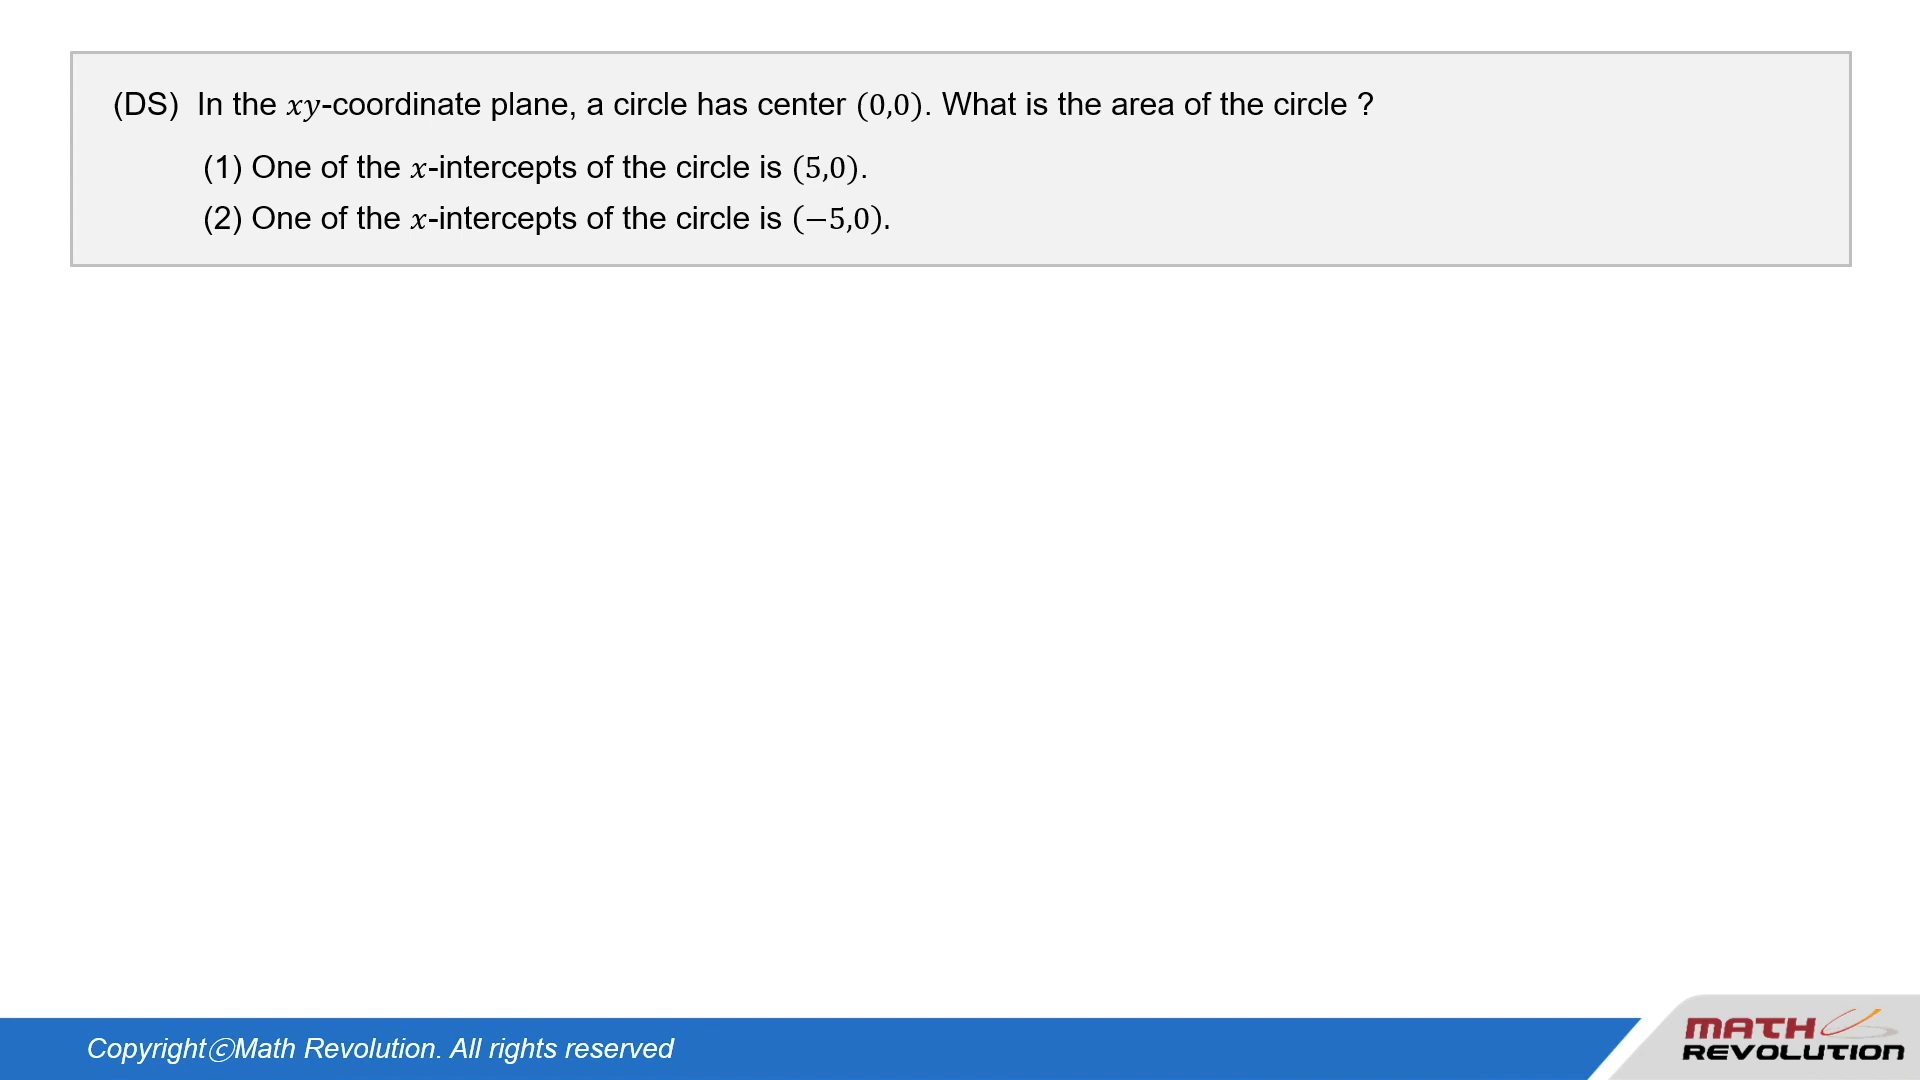 (DS) In the 𝑥𝑦-coordinate plane, a circle has center (0,0). What is the area of the circle ?
(1) One of the 𝑥-intercepts of the circle is (5,0).
(2) One of the 𝑥-intercepts of the circle is (−5,0).
CopyrightⓒMath Revolution. All rights reserved
MATH
REVOLUTION